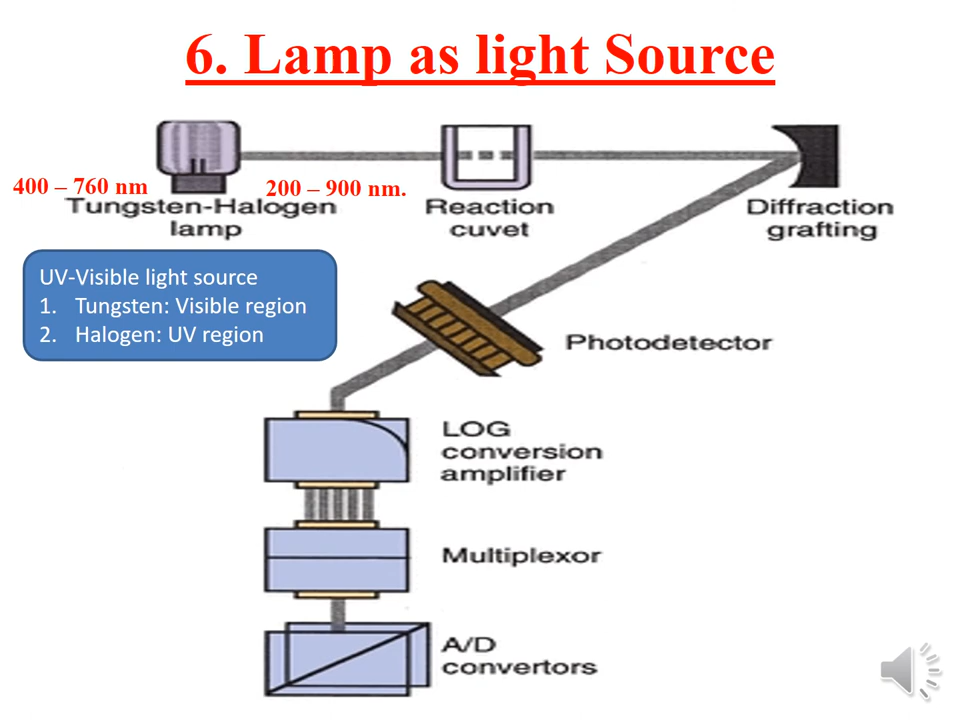 6. Lamp as light Source
400 – 760 nm
200 – 900 nm.
Tungsten-Halogen
lamp
Reaction
cuvet
Diffraction
grafting
UV-Visible light source
1. Tungsten: Visible region
2. Halogen: UV region
Photodetector
LOG
conversion
amplifier
Multiplexor
A/D
convertors